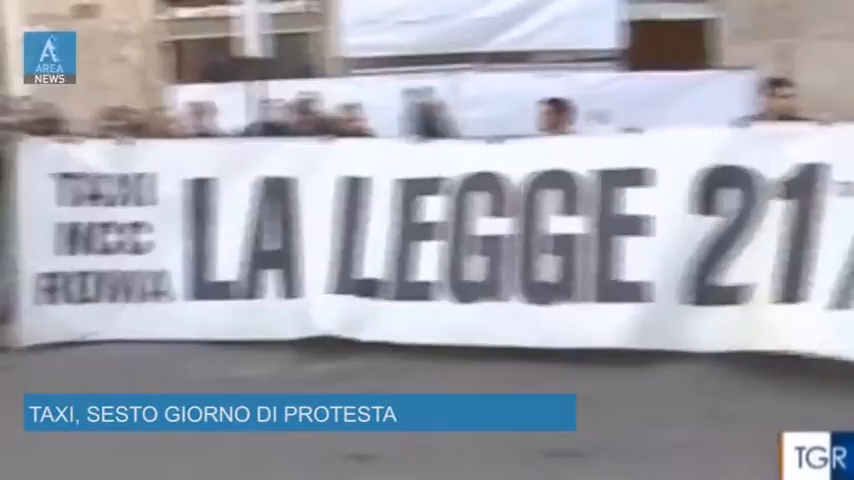 AREA
NEWS
TAXI
NCC
ROMA
LA LEGGE 21
TAXI, SESTO GIORNO DI PROTESTA
TGR